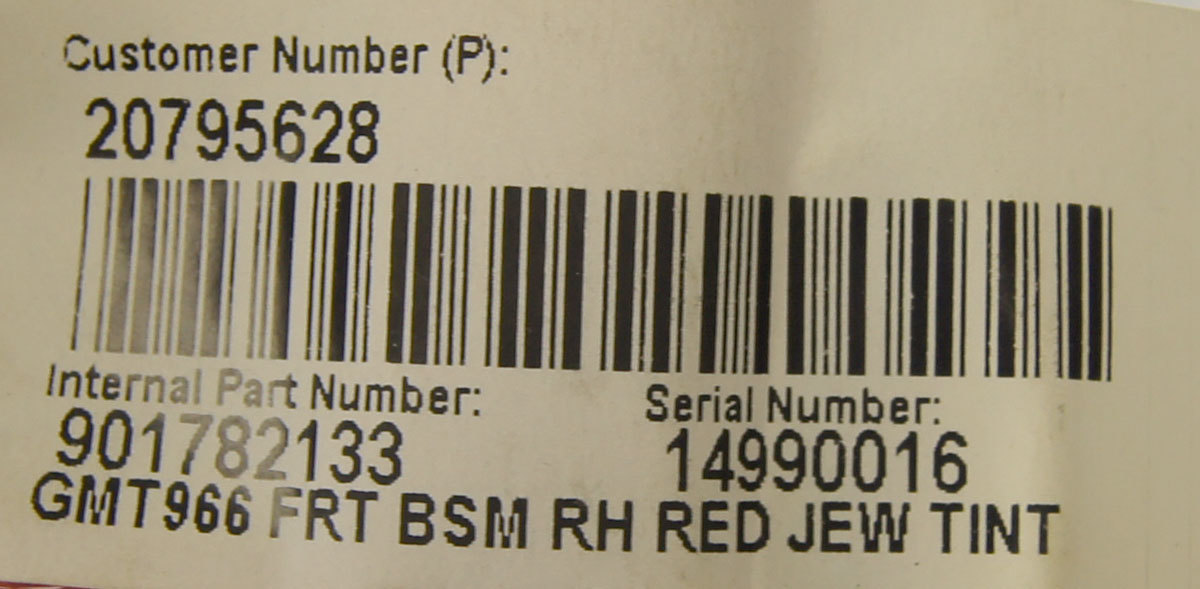 Customer Number (P):
20795628
Internal Part Number:
Serial Number:
901782133
14990016
GMT966 FRT BSM RH RED JEW TINT